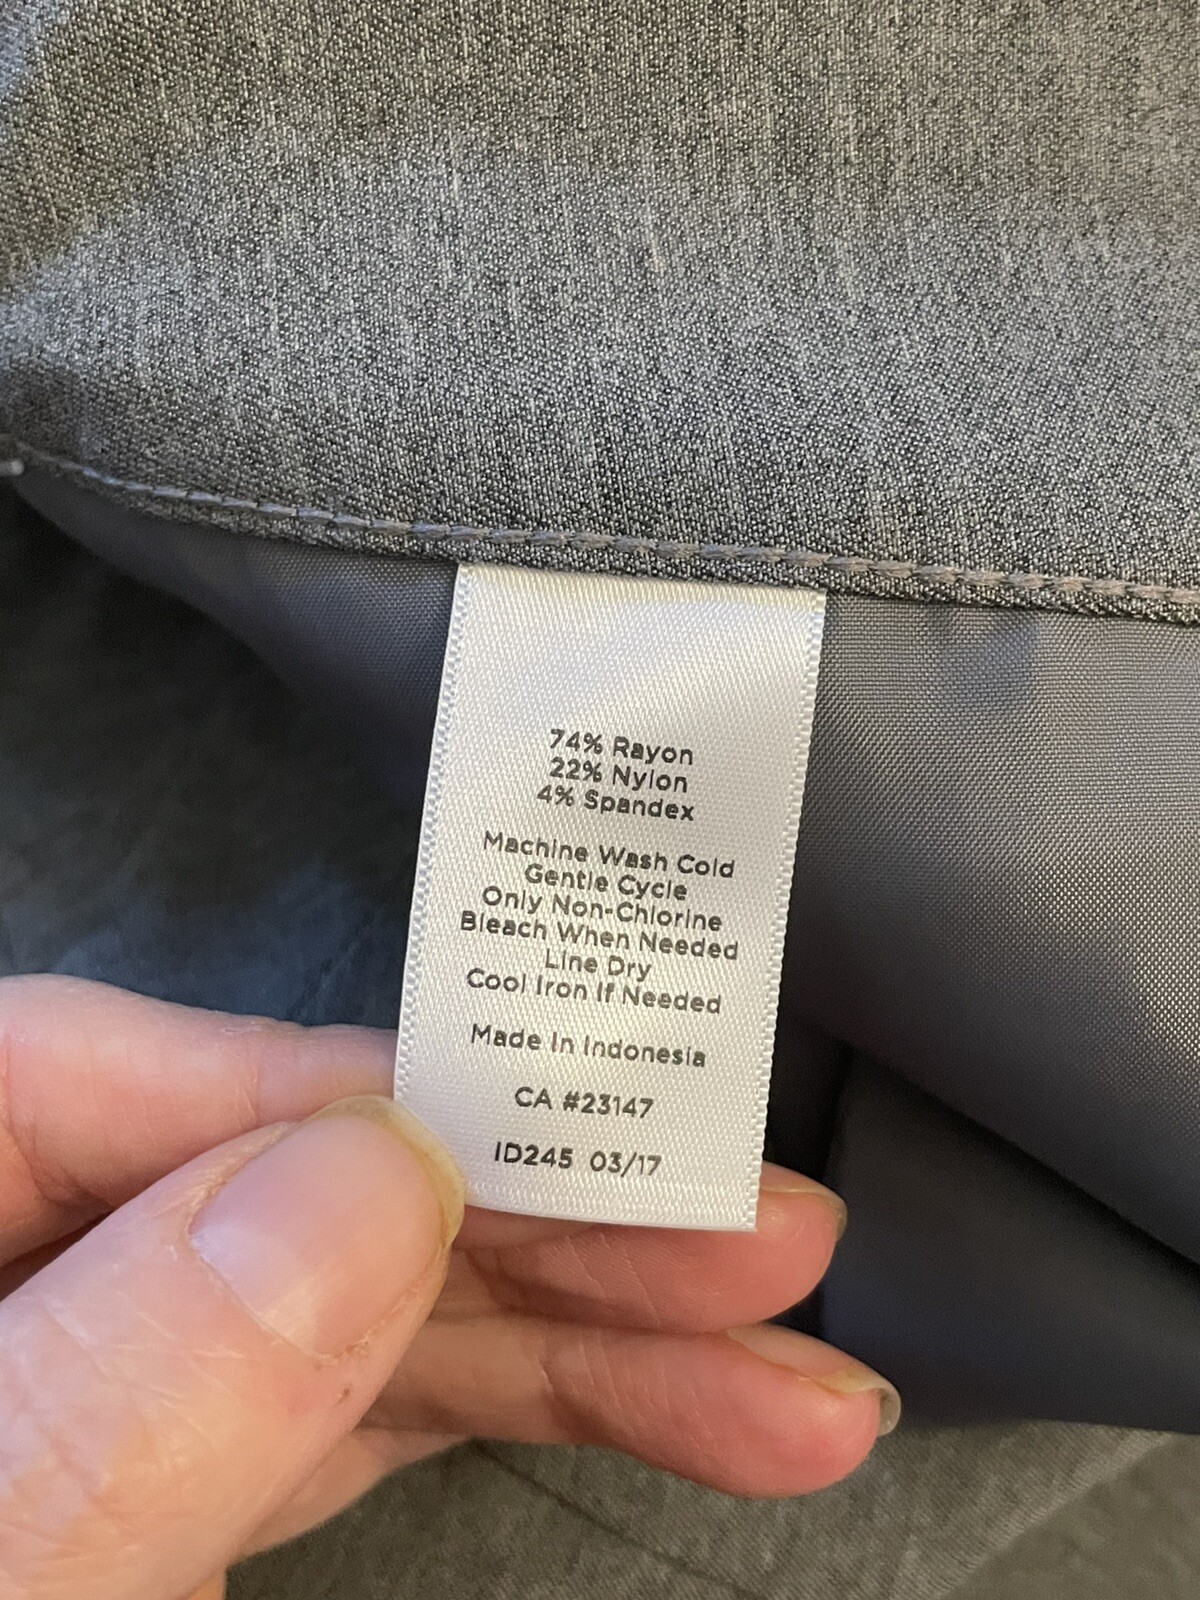 74% Rayon
22% Nylon
4% Spandex
Machine Wash Cold
Gentle Cycle
Only Non-Chlorine
Bleach When Needed
Line Dry
Cool Iron If Needed
Made In Indonesia
CA #23147
ID245 03/17